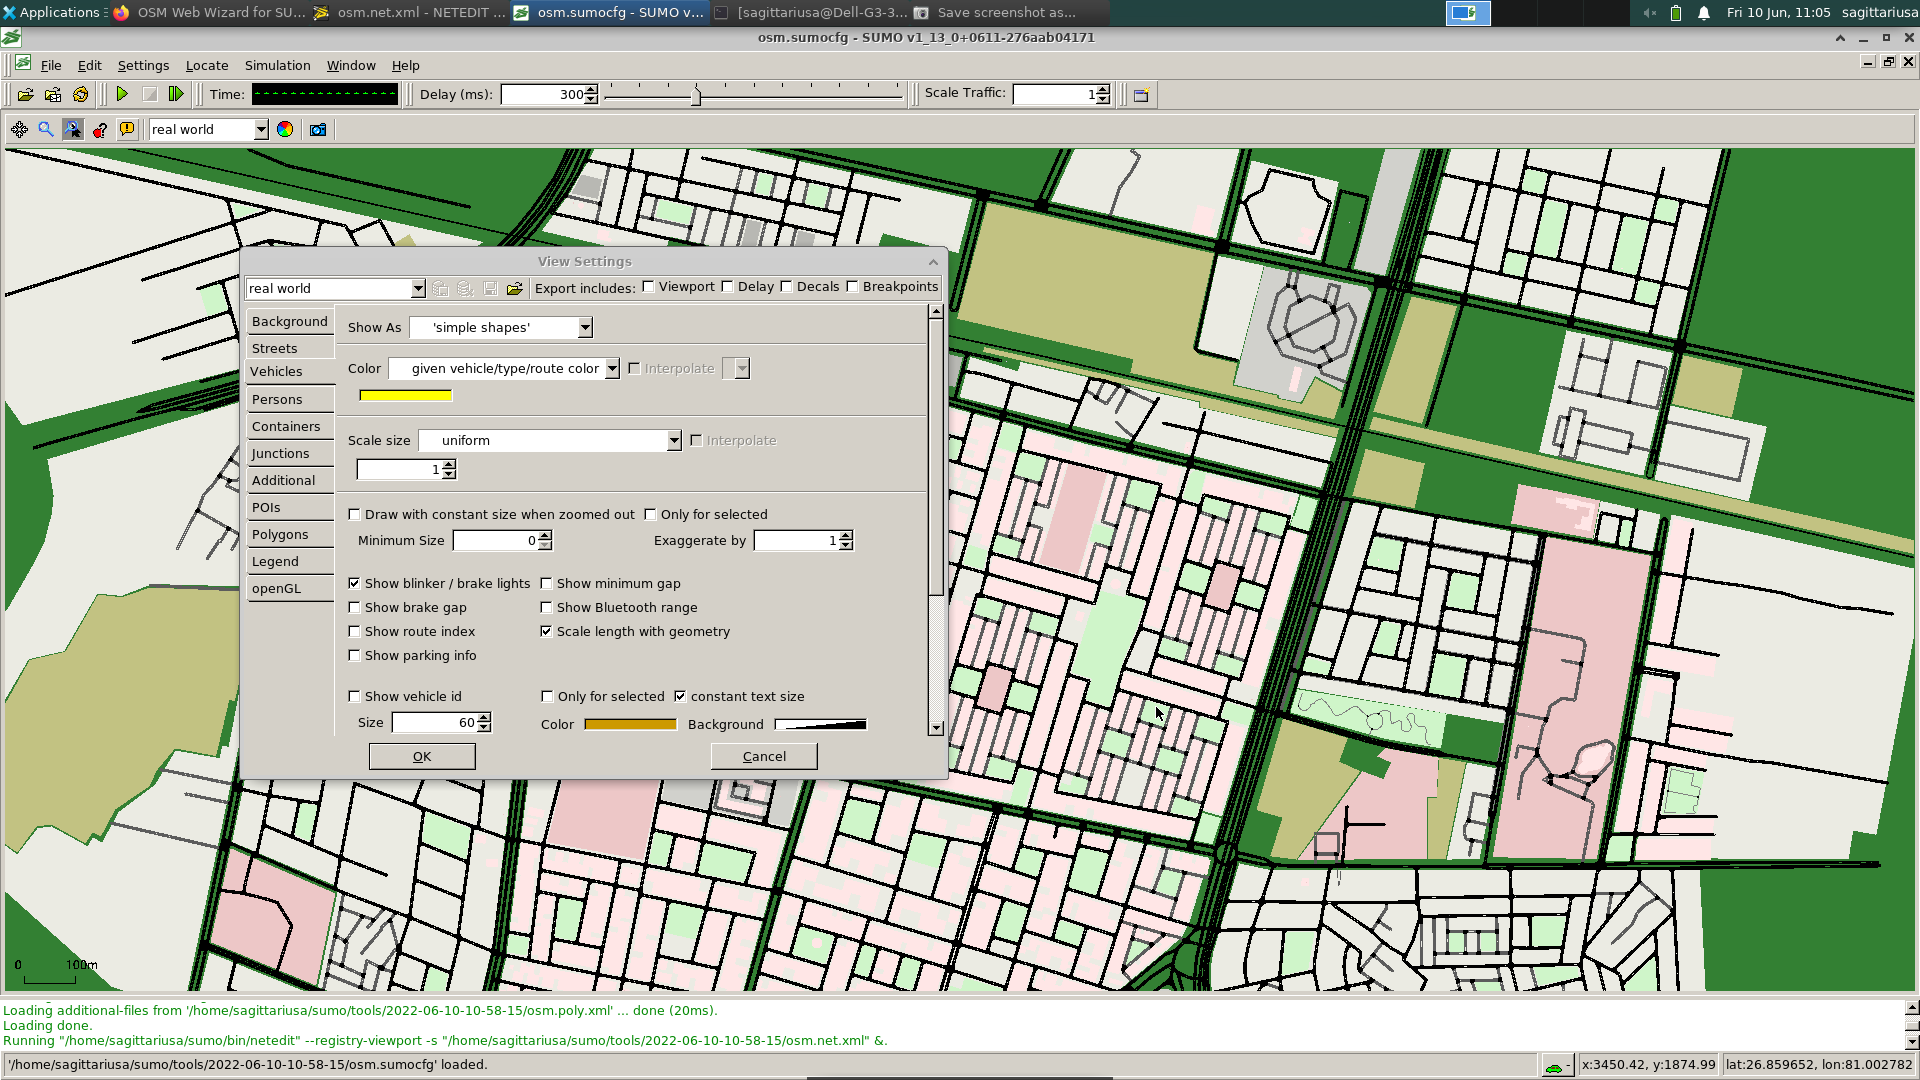 Applications
OSM Web Wizard for SU...
osm.net.xml - NETEDIT ...
osm.sumocfg - SUMO v...
[sagittariusa@Dell-G3-3...
Save screenshot as...
Fri 10 Jun, 11:05 sagittariusa
osm.sumocfg - SUMO v1_13_0+0611-276aab04171
File Edit Settings Locate Simulation Window Help
Time: Delay (ms): 300 Scale Traffic: 1
real world
View Settings
real world Export includes: Viewport Delay Decals Breakpoints
Background
Streets
Vehicles
Persons
Containers
Junctions
Additional
POIs
Polygons
Legend
openGL
Show As 'simple shapes'
Color given vehicle/type/route color Interpolate
Scale size uniform Interpolate
1
Draw with constant size when zoomed out Only for selected
Minimum Size 0 Exaggerate by 1
Show blinker / brake lights Show minimum gap
Show brake gap Show Bluetooth range
Show route index Scale length with geometry
Show parking info
Show vehicle id Only for selected constant text size
Size 60 Color Background
OK Cancel
0 100m
Loading additional-files from '/home/sagittariusa/sumo/tools/2022-06-10-10-58-15/osm.poly.xml' ... done (20ms).
Loading done.
Running "/home/sagittariusa/sumo/bin/netedit" --registry-viewport -s "/home/sagittariusa/sumo/tools/2022-06-10-10-58-15/osm.net.xml" &.
'/home/sagittariusa/sumo/tools/2022-06-10-10-58-15/osm.sumocfg' loaded.
- x:3450.42, y:1874.99 lat:26.859652, lon:81.002782